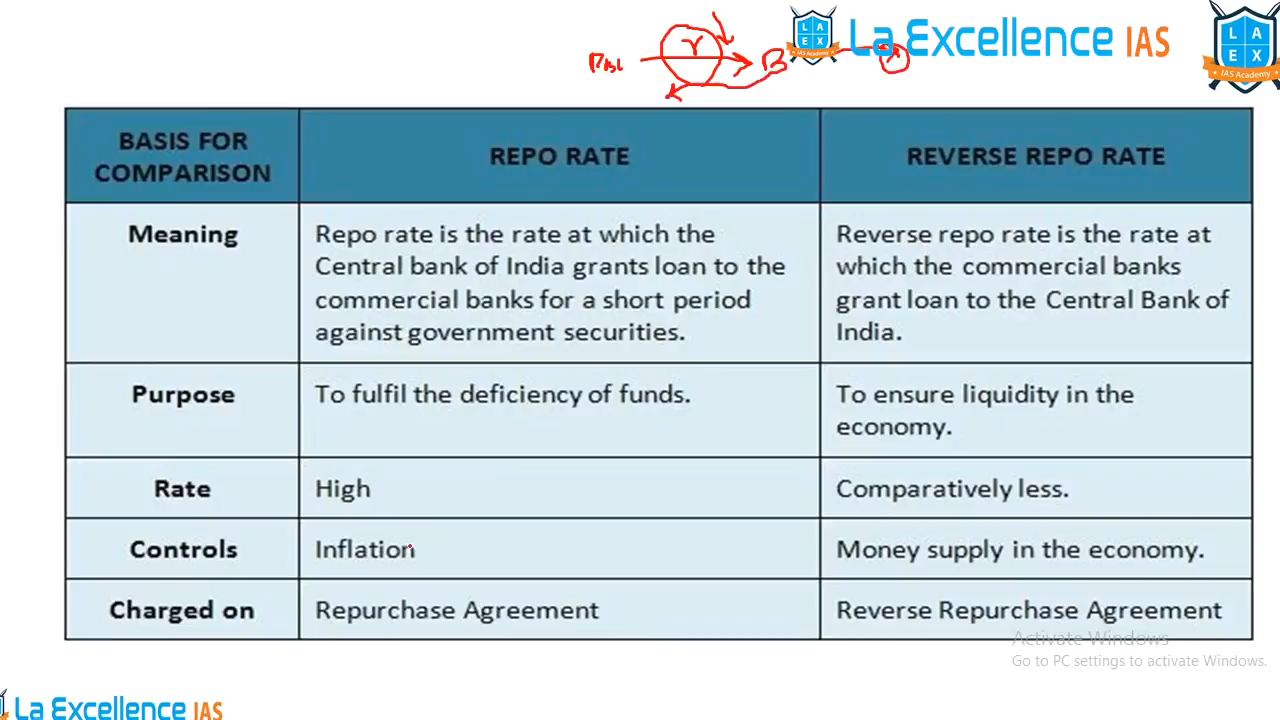 RBI r B
L A
E X
La Excellence IAS
L A
E X
IAS Academy
BASIS FOR
COMPARISON
REPO RATE
REVERSE REPO RATE
Meaning
Repo rate is the rate at which the
Central bank of India grants loan to the
commercial banks for a short period
against government securities.
Reverse repo rate is the rate at
which the commercial banks
grant loan to the Central Bank of
India.
Purpose
To fulfil the deficiency of funds.
To ensure liquidity in the
economy.
Rate
High
Comparatively less.
Controls
Inflation
Money supply in the economy.
Charged on
Repurchase Agreement
Reverse Repurchase Agreement
Activate Windows
Go to PC settings to activate Windows.
La Excellence IAS